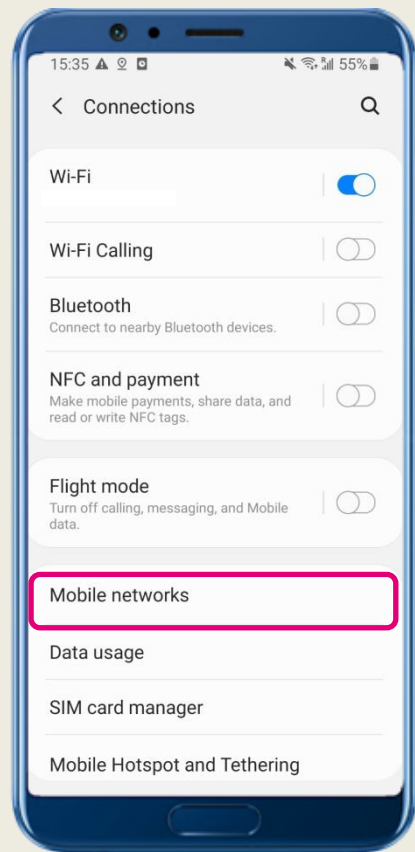 15:35 55%
Connections
Wi-Fi
Wi-Fi Calling
Bluetooth
Connect to nearby Bluetooth devices.
NFC and payment
Make mobile payments, share data, and
read or write NFC tags.
Flight mode
Turn off calling, messaging, and Mobile
data.
Mobile networks
Data usage
SIM card manager
Mobile Hotspot and Tethering